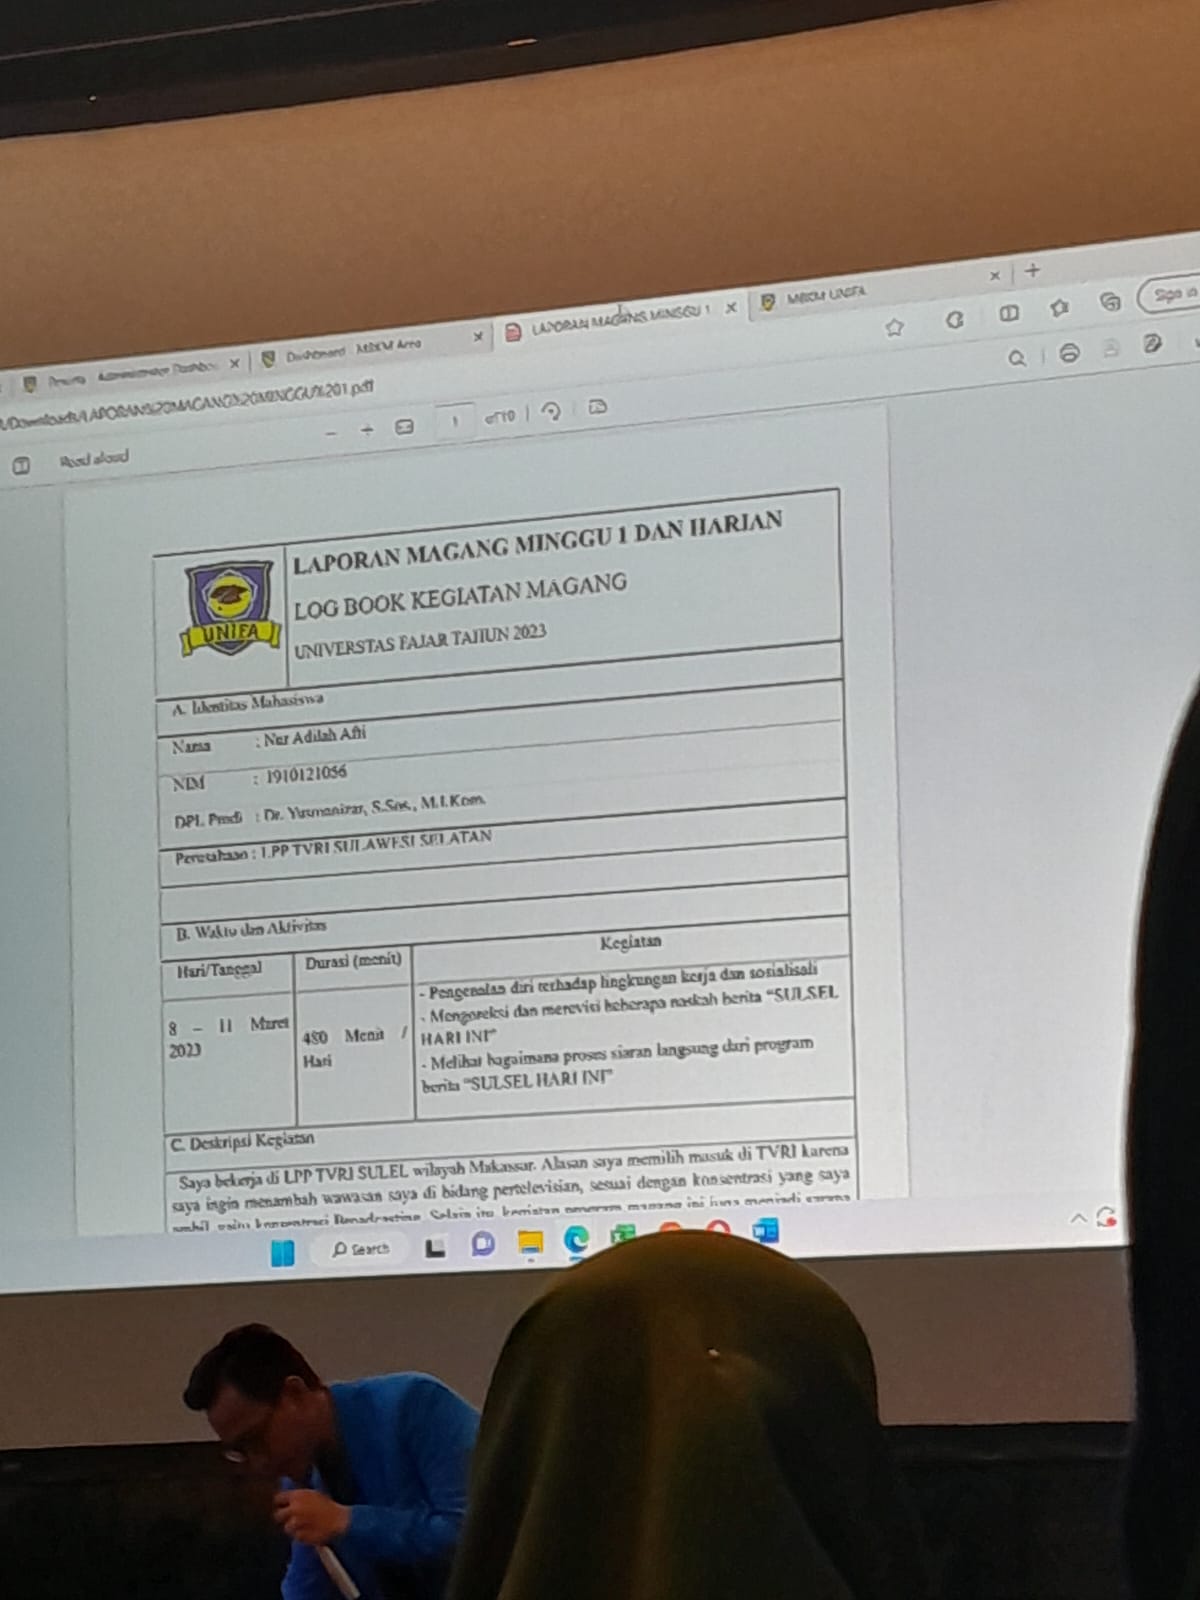 Dashboard - MBKM Area
LAPORAN MAGANG MINGGU 1
MBKM UNIFA
/Downloads/LAPORAN%20MAGANG%20MINGGU%201.pdf
Sign in
Read aloud
1 of 10
UNIFA
LAPORAN MAGANG MINGGU 1 DAN HARIAN
LOG BOOK KEGIATAN MAGANG
UNIVERSTAS FAJAR TAHUN 2023
A. Identitas Mahasiswa
Nama : Nur Adilah Afti
NIM : 1910121056
DPL Prodi : Dr. Yusmanizar, S.Sos., M.I.Kom.
Perusahaan : LPP TVRI SULAWESI SELATAN
B. Waktu dan Aktivitas
Hari/Tanggal Durasi (menit) Kegiatan
8 – 11 Maret 2023
480 Menit / Hari
- Pengenalan diri terhadap lingkungan kerja dan sosialisali
- Mengoreksi dan merevisi beberapa naskah berita “SULSEL
HARI INI”
- Melihat bagaimana proses siaran langsung dari program
berita “SULSEL HARI INI”
C. Deskripsi Kegiatan
Saya bekerja di LPP TVRI SULEL wilayah Makassar. Alasan saya memilih masuk di TVRI karena
saya ingin menambah wawasan saya di bidang pertelevisian, sesuai dengan konsentrasi yang saya
ambil yaitu konsentrasi Broadcasting. Selain itu, kegiatan program magang ini juga menjadi sarana
Search